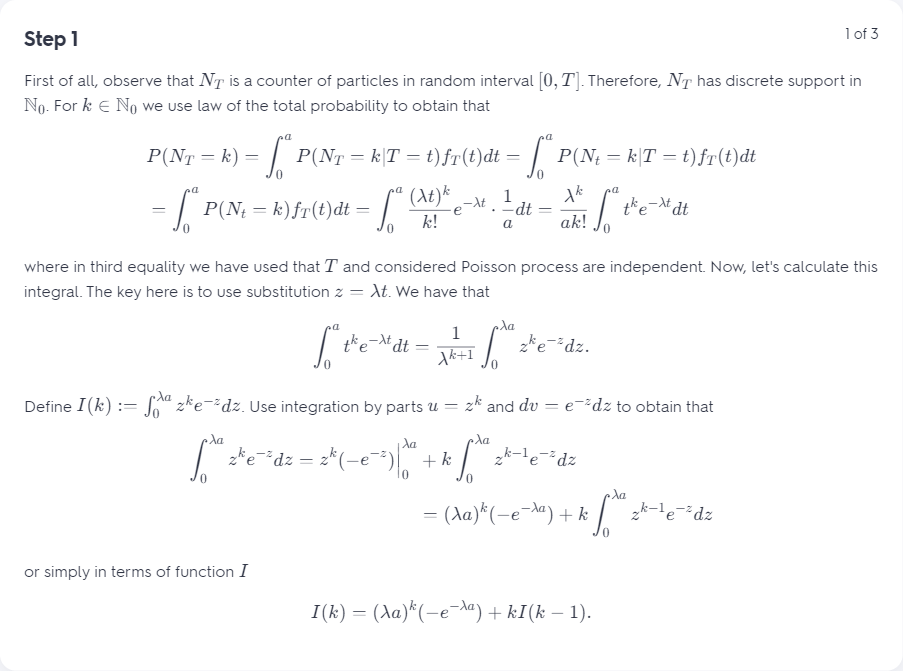 Step 1
1 of 3
First of all, observe that $N_T$ is a counter of particles in random interval $[0, T]$. Therefore, $N_T$ has discrete support in
$\mathbb{N}_0$. For $k \in \mathbb{N}_0$ we use law of the total probability to obtain that
$P(N_T = k) = \int_0^a P(N_T = k|T = t) f_T(t)dt = \int_0^a P(N_t = k|T = t) f_T(t)dt$
$= \int_0^a P(N_t = k) f_T(t)dt = \int_0^a \frac{(\lambda t)^k}{k!} e^{-\lambda t} \cdot \frac{1}{a} dt = \frac{\lambda^k}{ak!} \int_0^a t^k e^{-\lambda t} dt$
where in third equality we have used that $T$ and considered Poisson process are independent. Now, let's calculate this
integral. The key here is to use substitution $z = \lambda t$. We have that
$\int_0^a t^k e^{-\lambda t} dt = \frac{1}{\lambda^{k+1}} \int_0^{\lambda a} z^k e^{-z} dz.$
Define $I(k) := \int_0^{\lambda a} z^k e^{-z} dz$. Use integration by parts $u = z^k$ and $dv = e^{-z} dz$ to obtain that
$\int_0^{\lambda a} z^k e^{-z} dz = z^k(-e^{-z})\Big|_0^{\lambda a} + k \int_0^{\lambda a} z^{k-1} e^{-z} dz$
$= (\lambda a)^k(-e^{-\lambda a}) + k \int_0^{\lambda a} z^{k-1} e^{-z} dz$
or simply in terms of function $I$
$I(k) = (\lambda a)^k(-e^{-\lambda a}) + kI(k - 1).$